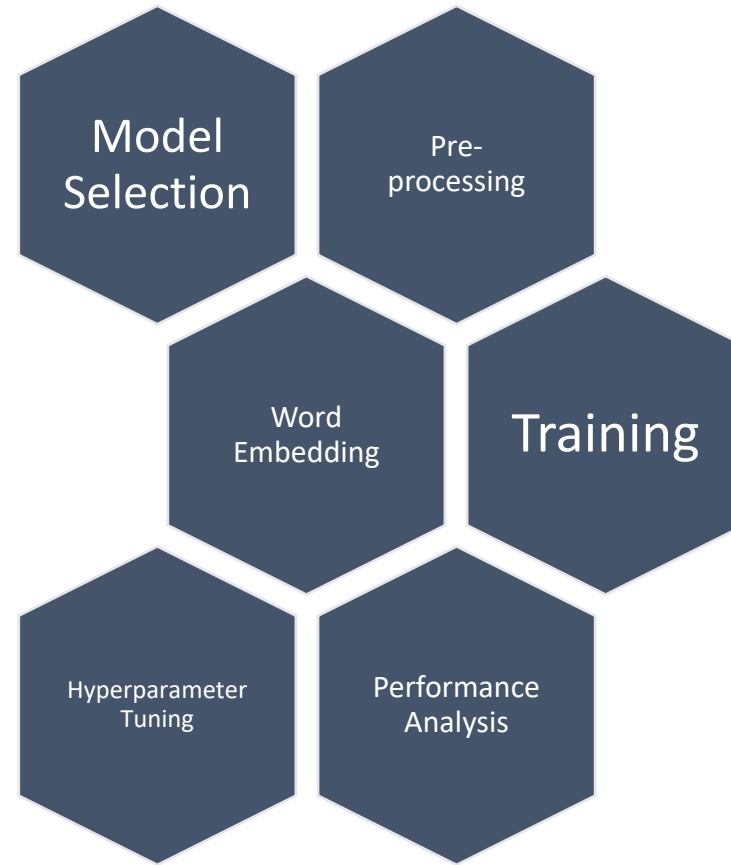 Model
Selection
Pre-
processing
Word
Embedding
Training
Hyperparameter
Tuning
Performance
Analysis